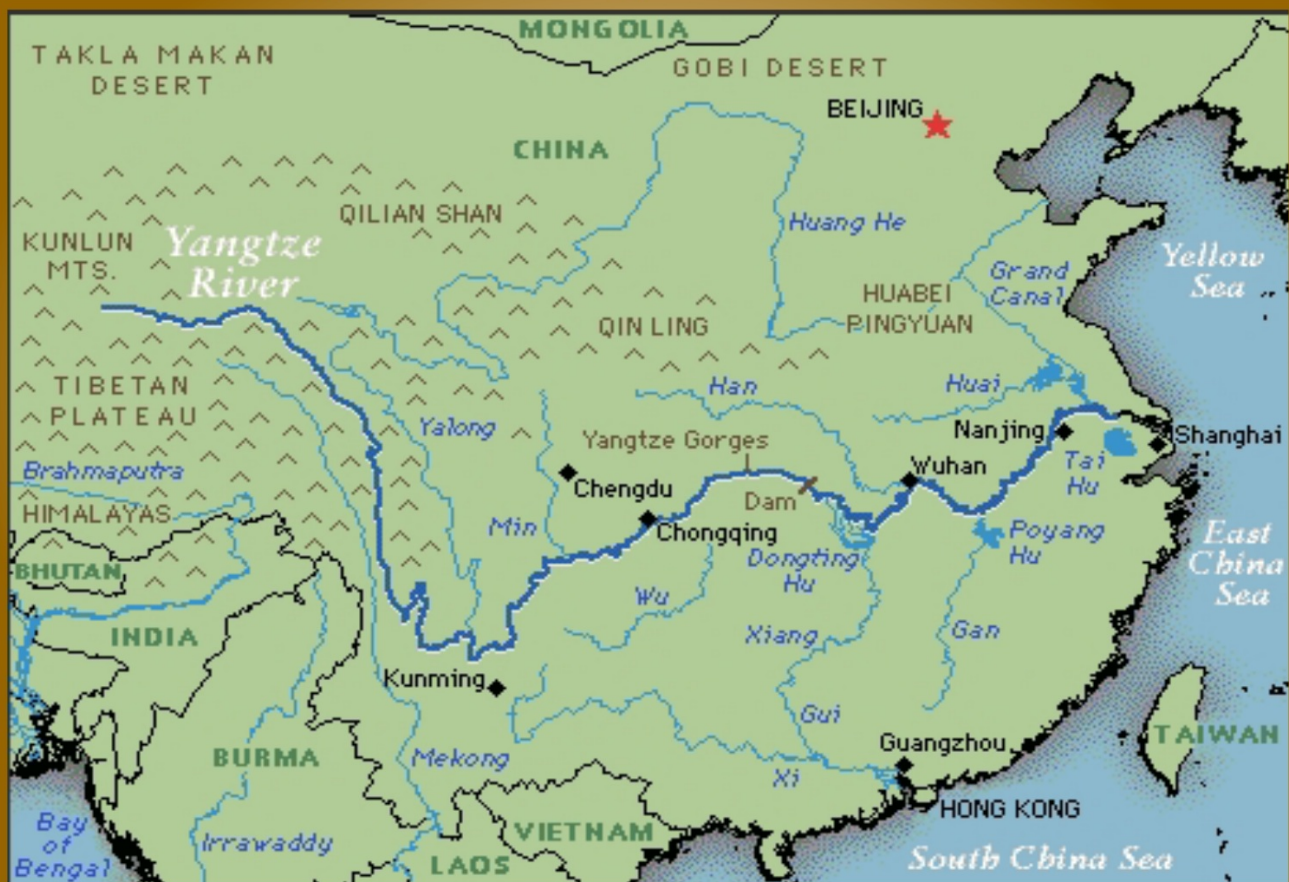 MONGOLIA
TAKLA MAKAN
DESERT
GOBI DESERT
BEIJING
CHINA
QILIAN SHAN
Huang He
KUNLUN
MTS.
Yangtze
River
Grand
Canal
Yellow
Sea
HUABEI
PINGYUAN
QIN LING
TIBETAN
PLATEAU
Han
Huai
Yalong
Yangtze Gorges
Nanjing
Shanghai
Brahmaputra
Chengdu
Wuhan
Tai
Hu
Dam
HIMALAYAS
Min
Chongqing
Poyang
Hu
East
China
Sea
BHUTAN
Dongting
Hu
Wu
INDIA
Xiang
Gan
Kunming
Gui
TAIWAN
BURMA
Mekong
Guangzhou
Xi
HONG KONG
Bay
of
Bengal
Irrawaddy
VIETNAM
LAOS
South China Sea